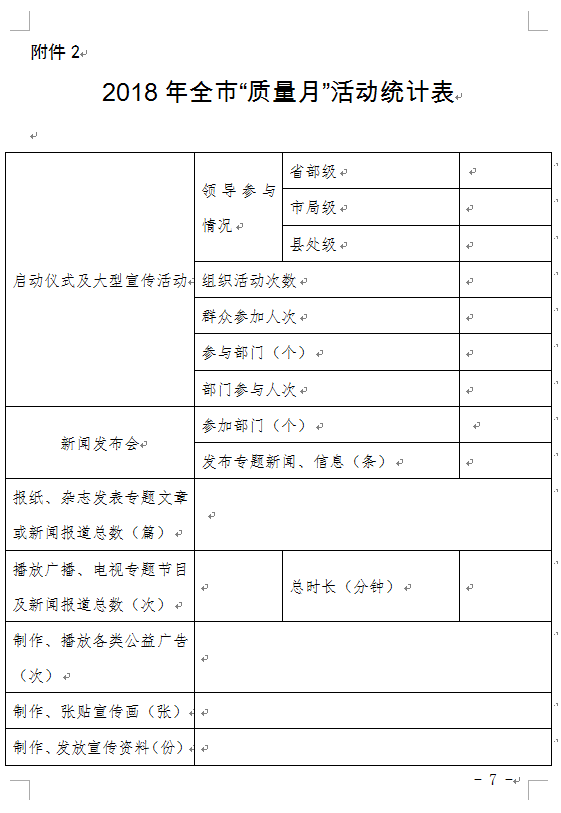 附件 2
2018 年全市“质量月”活动统计表
启动仪式及大型宣传活动
领导参与
情况
省部级
市局级
县处级
组织活动次数
群众参加人次
参与部门（个）
部门参与人次
新闻发布会
参加部门（个）
发布专题新闻、信息（条）
报纸、杂志发表专题文章
或新闻报道总数（篇）
播放广播、电视专题节目
及新闻报道总数（次）
总时长（分钟）
制作、播放各类公益广告
（次）
制作、张贴宣传画（张）
制作、发放宣传资料（份）
- 7 -